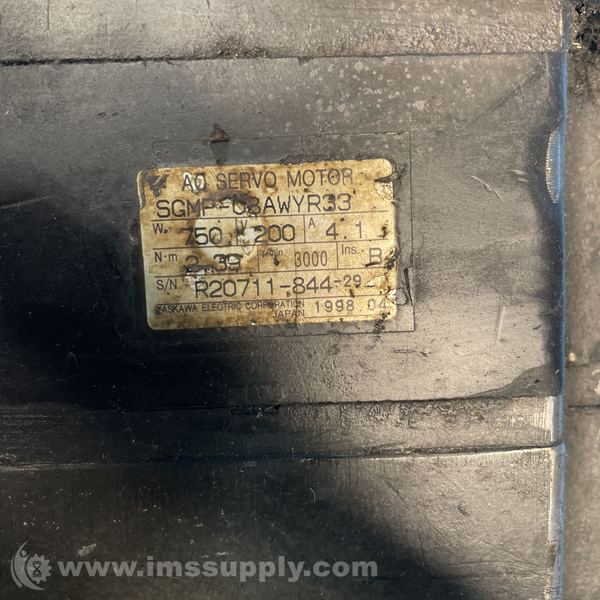 AC SERVO MOTOR
SGMP-08AWYR33
W 750 V 200 A 4.1
N·m 2.39 r/min 3000 Ins. B
S/N R20711-844-29
YASKAWA ELECTRIC CORPORATION JAPAN 1998.04
www.imssupply.com